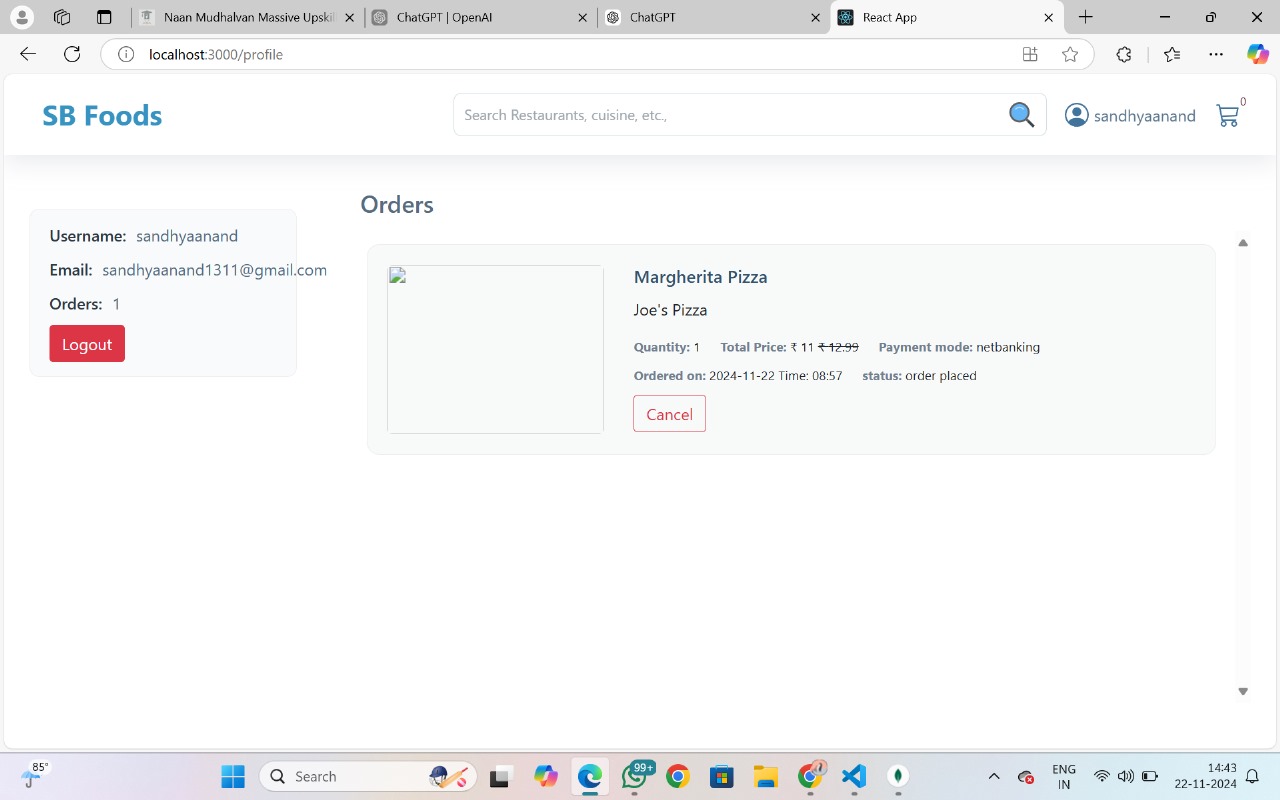 Naan Mudhalvan Massive Upskil
ChatGPT | OpenAI
ChatGPT
React App
localhost:3000/profile
SB Foods
Search Restaurants, cuisine, etc.,
sandhyaanand
0
Username: sandhyaanand
Email: sandhyaanand1311@gmail.com
Orders: 1
Logout
Orders
Margherita Pizza
Joe's Pizza
Quantity: 1 Total Price: ₹ 11 ₹ 12.99 Payment mode: netbanking
Ordered on: 2024-11-22 Time: 08:57 status: order placed
Cancel
85°
Search
99+
ENG
IN
14:43
22-11-2024